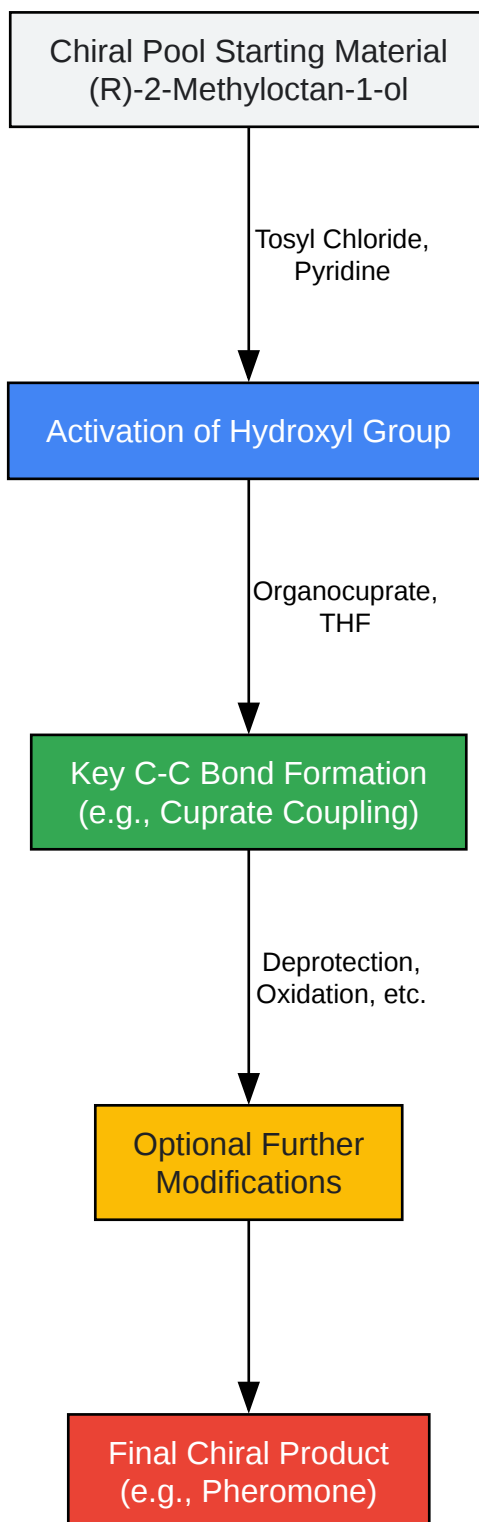 Chiral Pool Starting Material
(R)-2-Methyloctan-1-ol
Tosyl Chloride,
Pyridine
Activation of Hydroxyl Group
Organocuprate,
THF
Key C-C Bond Formation
(e.g., Cuprate Coupling)
Deprotection,
Oxidation, etc.
Optional Further
Modifications
Final Chiral Product
(e.g., Pheromone)